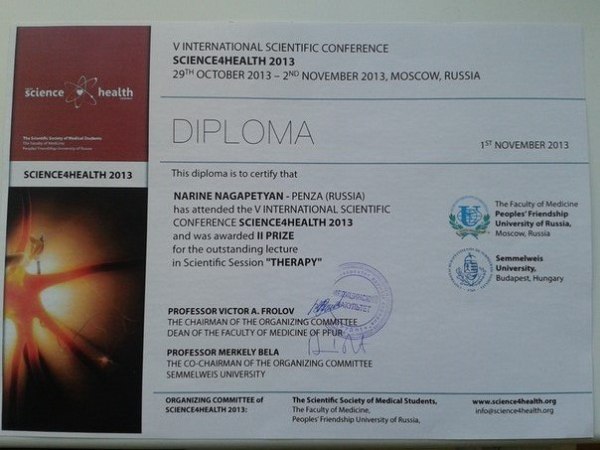 science health
The Scientific Society of Medical Students
The Faculty of Medicine
Peoples' Friendship University of Russia
SCIENCE4HEALTH 2013
V INTERNATIONAL SCIENTIFIC CONFERENCE
SCIENCE4HEALTH 2013
29TH OCTOBER 2013 – 2ND NOVEMBER 2013, MOSCOW, RUSSIA
DIPLOMA
1ST NOVEMBER 2013
This diploma is to certify that
NARINE NAGAPETYAN - PENZA (RUSSIA)
has attended the V INTERNATIONAL SCIENTIFIC
CONFERENCE SCIENCE4HEALTH 2013
and was awarded II PRIZE
for the outstanding lecture
in Scientific Session "THERAPY"
The Faculty of Medicine
Peoples' Friendship
University of Russia,
Moscow, Russia
Semmelweis
University,
Budapest, Hungary
PROFESSOR VICTOR A. FROLOV
THE CHAIRMAN OF THE ORGANIZING COMMITTEE
DEAN OF THE FACULTY OF MEDICINE OF PFUR
PROFESSOR MERKELY BELA
THE CO-CHAIRMAN OF THE ORGANIZING COMMITTEE
SEMMELWEIS UNIVERSITY
ORGANIZING COMMITTEE of
SCIENCE4HEALTH 2013:
The Scientific Society of Medical Students,
The Faculty of Medicine,
Peoples' Friendship University of Russia,
www.science4health.org
info@science4health.org